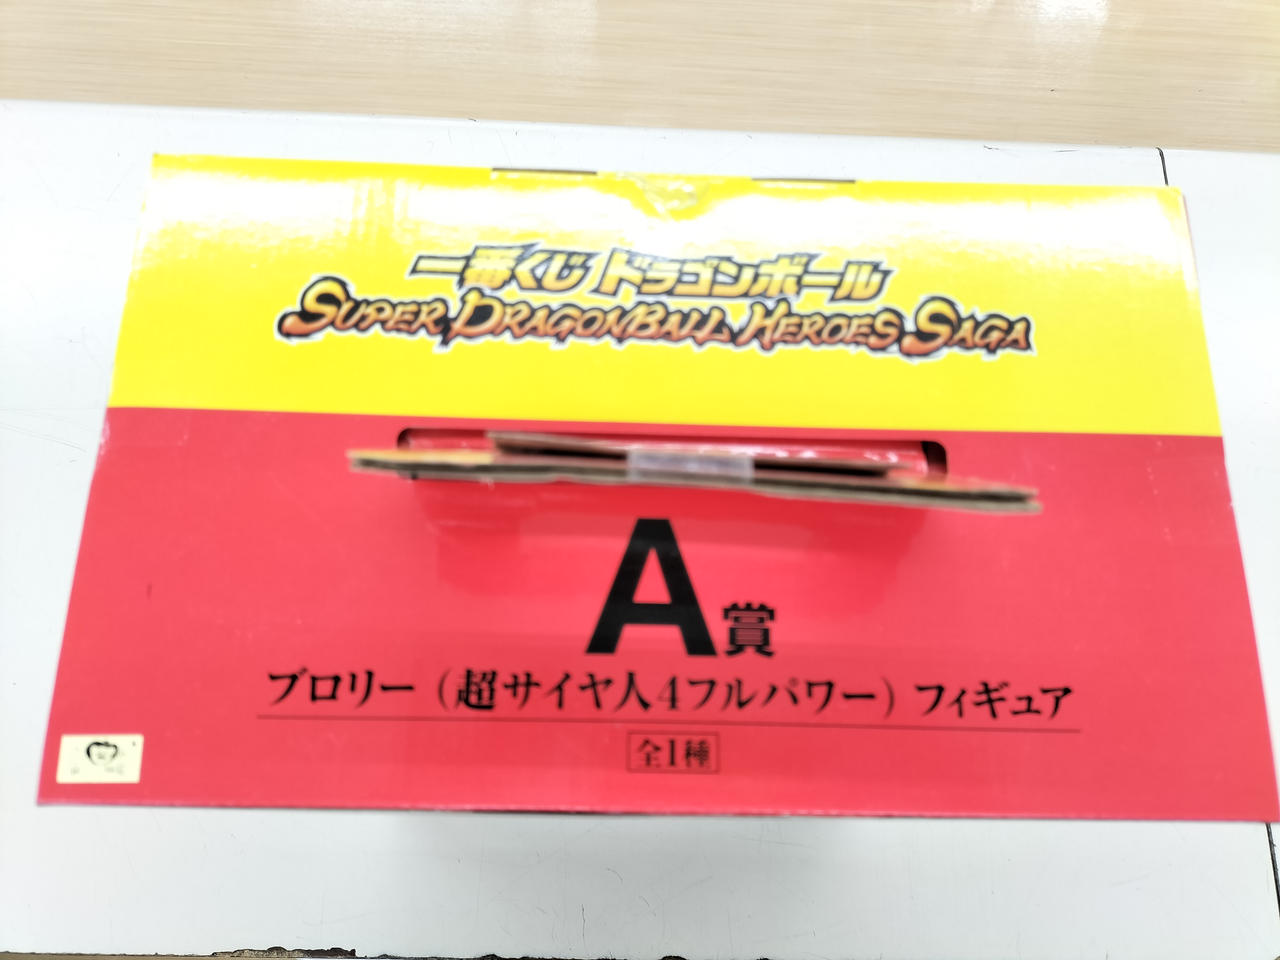 一番くじ ドラゴンボール
SUPER DRAGONBALL HEROES SAGA
A賞
ブロリー（超サイヤ人4フルパワー）フィギュア
全1種